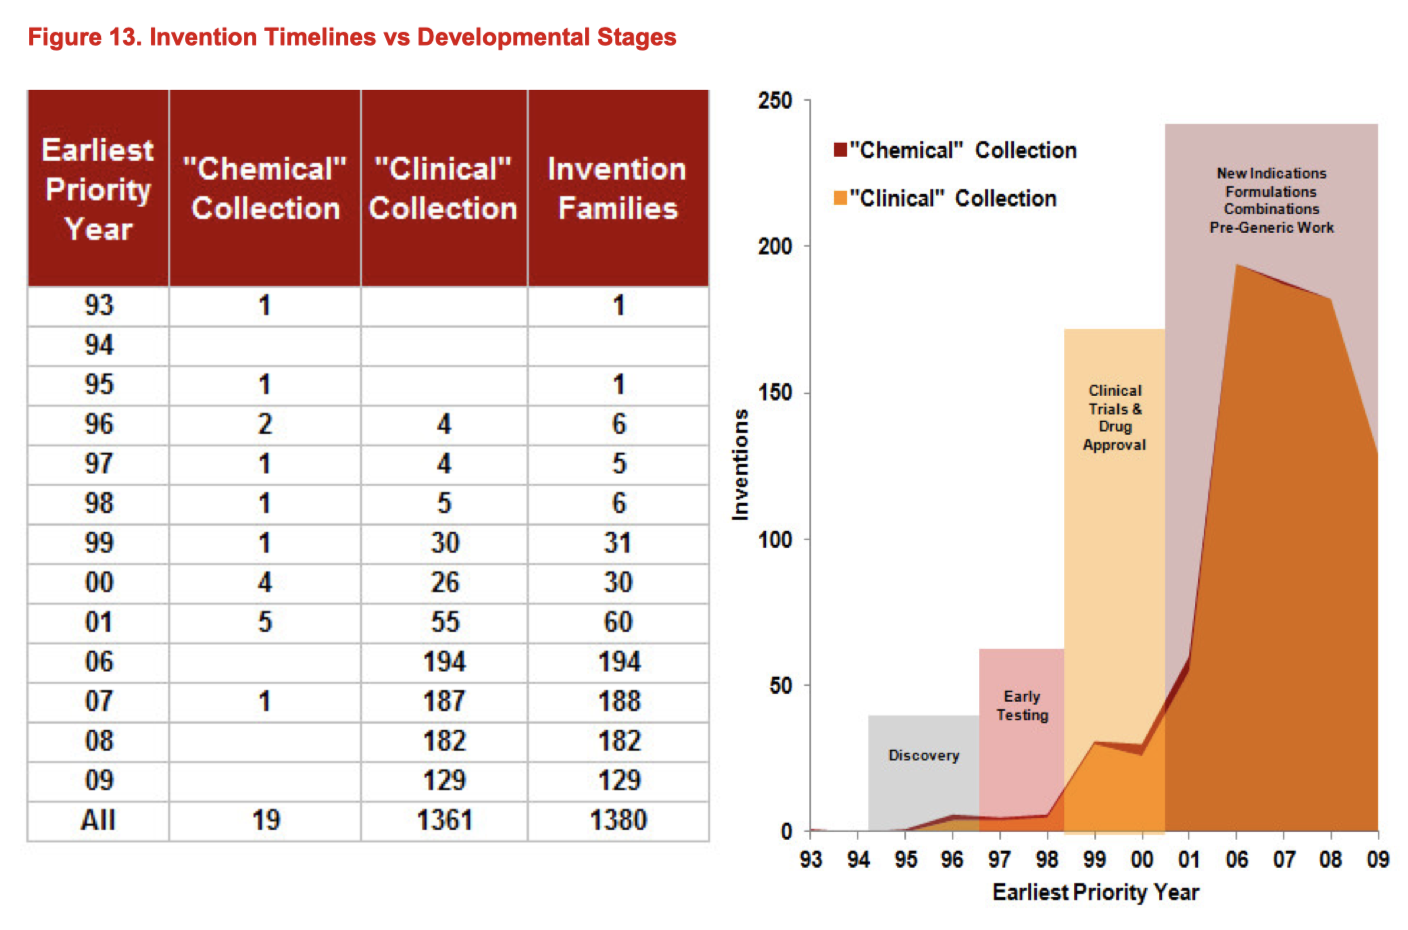 Figure 13. Invention Timelines vs Developmental Stages
Earliest
Priority
Year
"Chemical"
Collection
"Clinical"
Collection
Invention
Families
93 1 1
94
95 1 1
96 2 4 6
97 1 4 5
98 1 5 6
99 1 30 31
00 4 26 30
01 5 55 60
06 194 194
07 1 187 188
08 182 182
09 129 129
All 19 1361 1380
250
200
150
100
50
0
Inventions
"Chemical" Collection
"Clinical" Collection
New Indications
Formulations
Combinations
Pre-Generic Work
Clinical
Trials &
Drug
Approval
Early
Testing
Discovery
93 94 95 96 97 98 99 00 01 06 07 08 09
Earliest Priority Year